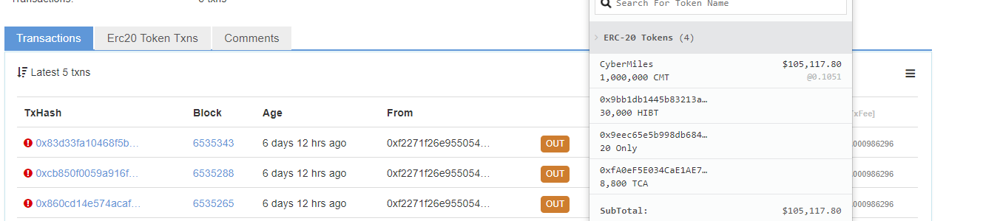 Search For Token Name
Transactions Erc20 Token Txns Comments
ERC-20 Tokens (4)
Latest 5 txns
CyberMiles $105,117.80
1,000,000 CMT @0.1051
0x9bb1db1445b83213a…
30,000 HIBT
0x9eec65e5b998db684…
20 Only
0xfA0eF5E034CaE1AE7…
8,800 TCA
SubTotal: $105,117.80
TxHash Block Age From TxFee]
0x83d33fa10468f5b… 6535343 6 days 12 hrs ago 0xf2271f26e955054… OUT 000986296
0xcb850f0059a916f… 6535288 6 days 12 hrs ago 0xf2271f26e955054… OUT 000986296
0x860cd14e574acaf… 6535265 6 days 12 hrs ago 0xf2271f26e955054… OUT 000986296